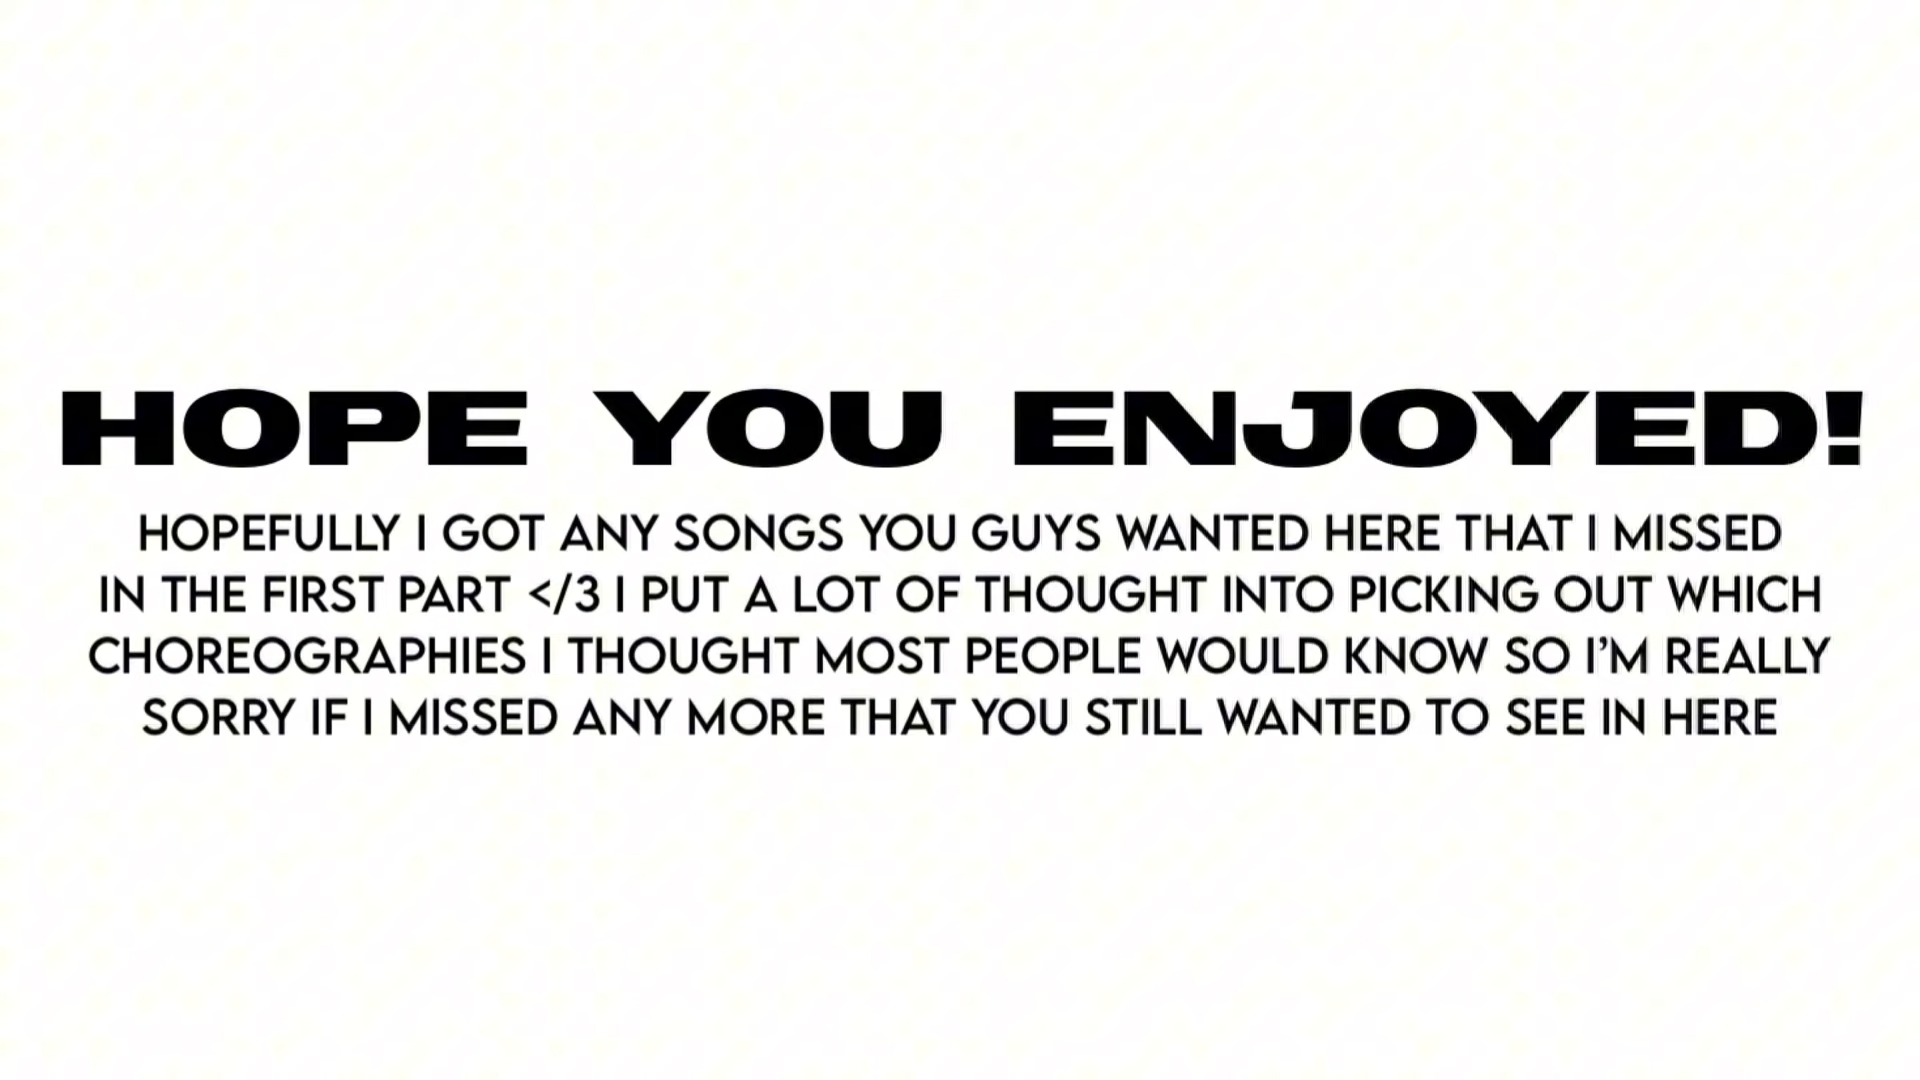 HOPE YOU ENJOYED!
HOPEFULLY I GOT ANY SONGS YOU GUYS WANTED HERE THAT I MISSED
IN THE FIRST PART </3 I PUT A LOT OF THOUGHT INTO PICKING OUT WHICH
CHOREOGRAPHIES I THOUGHT MOST PEOPLE WOULD KNOW SO I’M REALLY
SORRY IF I MISSED ANY MORE THAT YOU STILL WANTED TO SEE IN HERE